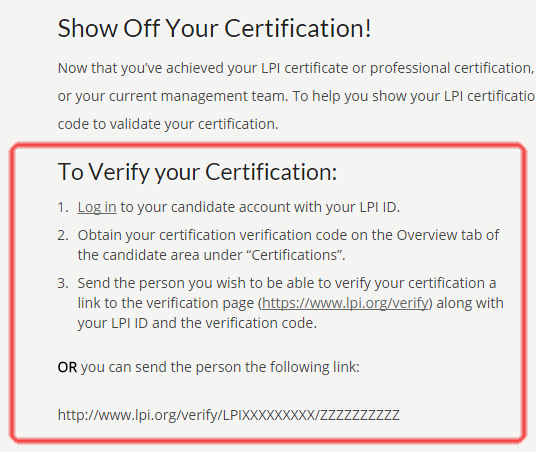 Show Off Your Certification!
Now that you've achieved your LPI certificate or professional certification,
or your current management team. To help you show your LPI certificatio
code to validate your certification.
To Verify your Certification:
1. Log in to your candidate account with your LPI ID.
2. Obtain your certification verification code on the Overview tab of
the candidate area under “Certifications”.
3. Send the person you wish to be able to verify your certification a
link to the verification page (https://www.lpi.org/verify) along with
your LPI ID and the verification code.
OR you can send the person the following link:
http://www.lpi.org/verify/LPIXXXXXXXXX/ZZZZZZZZZZ